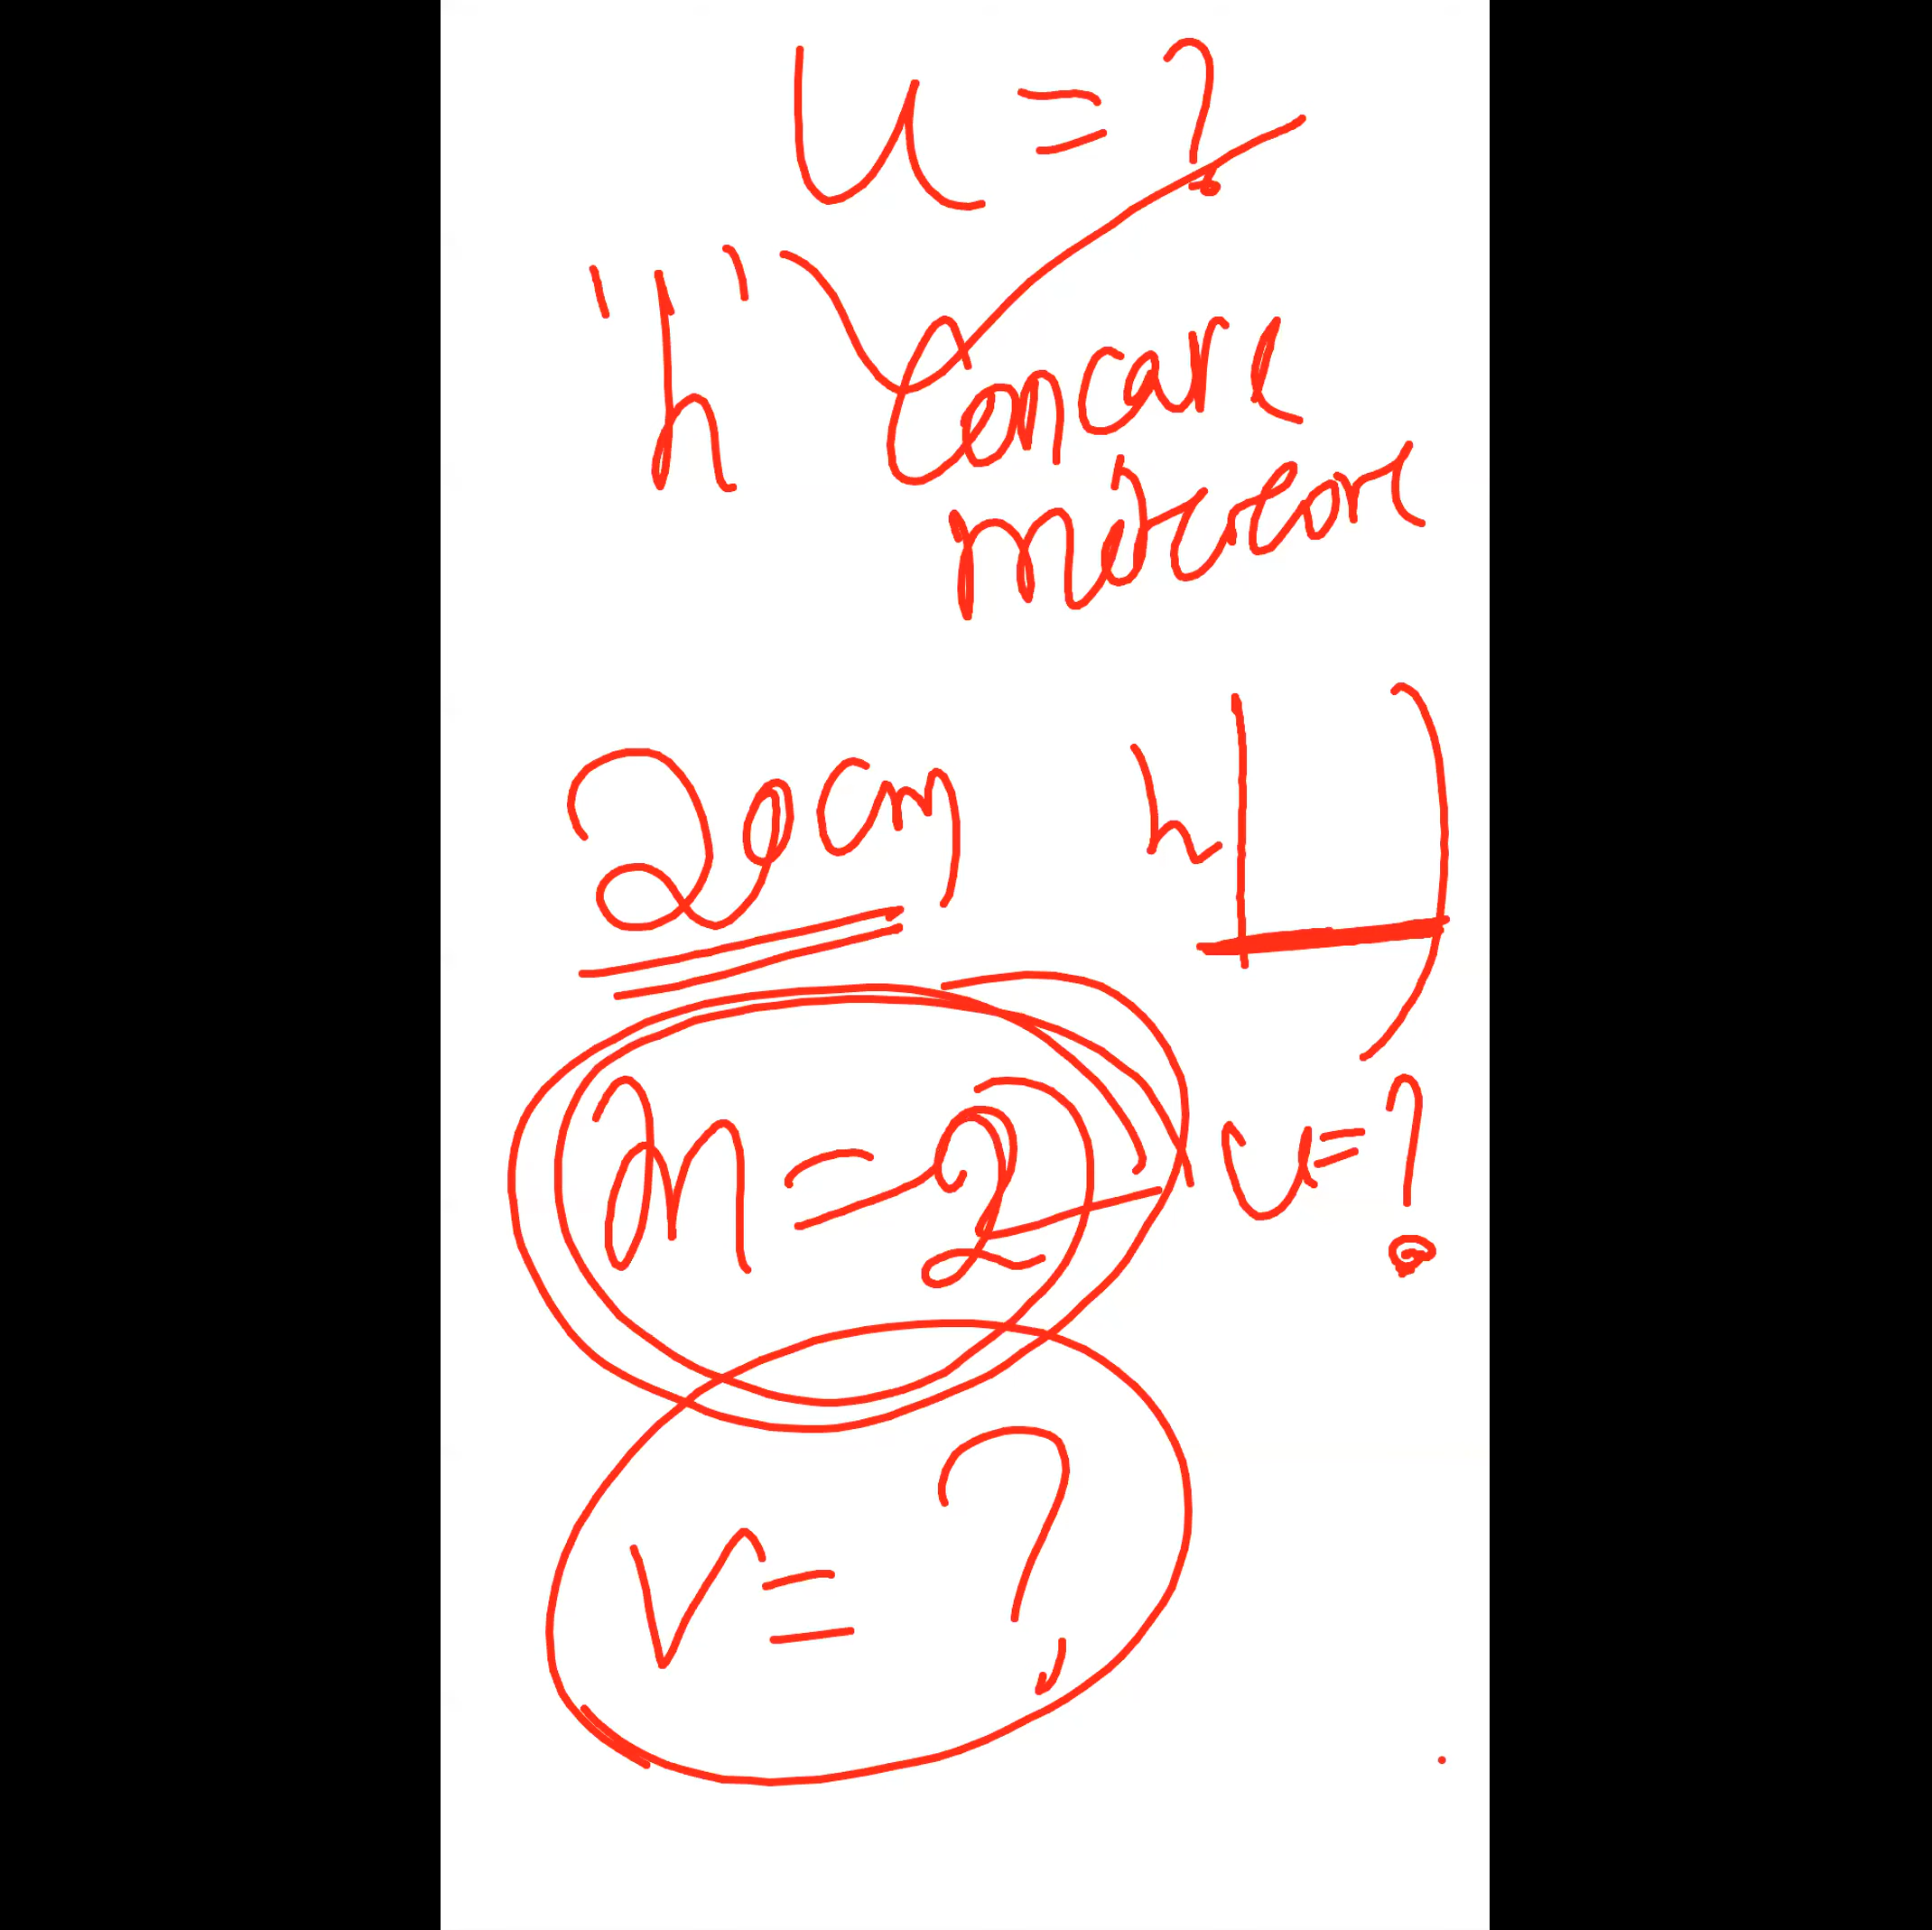 u = ?
"h" Concave
mirror
20cm h
m = 2 u = ?
v = ?